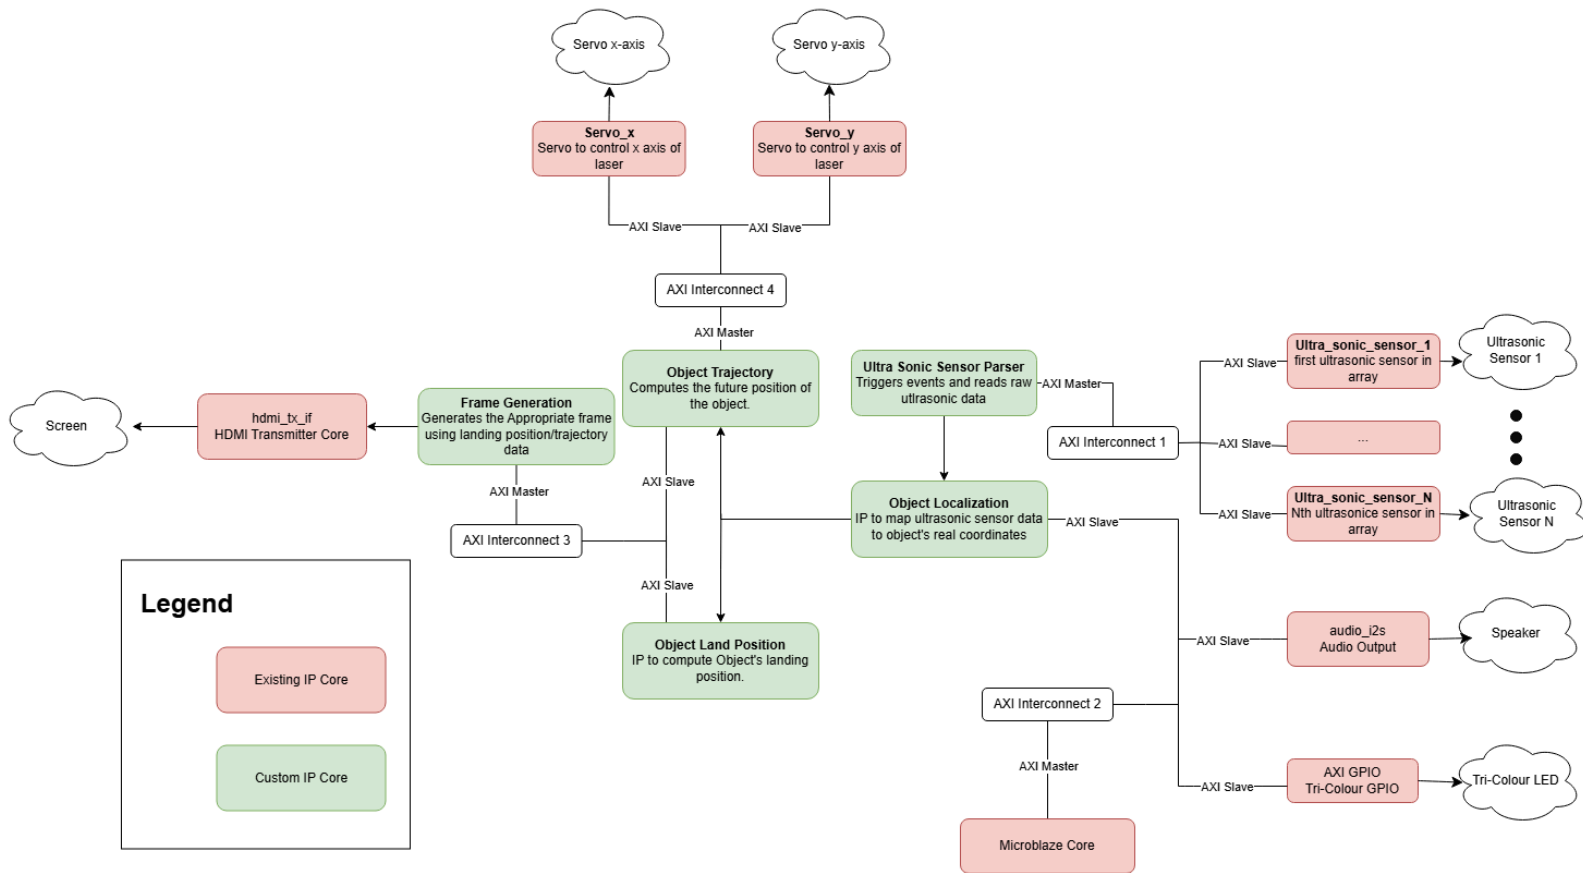 Servo x-axis
Servo y-axis
Servo_x
Servo to control x axis of
laser
Servo_y
Servo to control y axis of
laser
AXI Slave
AXI Slave
AXI Interconnect 4
AXI Master
Object Trajectory
Computes the future position of
the object.
Ultra Sonic Sensor Parser
Triggers events and reads raw
utlrasonic data
AXI Master
AXI Interconnect 1
AXI Slave
Ultra_sonic_sensor_1
first ultrasonic sensor in
array
Ultrasonic
Sensor 1
AXI Slave
...
AXI Slave
Ultra_sonic_sensor_N
Nth ultrasonice sensor in
array
Ultrasonic
Sensor N
Screen
hdmi_tx_if
HDMI Transmitter Core
Frame Generation
Generates the Appropriate frame
using landing position/trajectory
data
AXI Master
AXI Interconnect 3
AXI Slave
AXI Slave
Object Localization
IP to map ultrasonic sensor data
to object's real coordinates
AXI Slave
Object Land Position
IP to compute Object's landing
position.
AXI Slave
audio_i2s
Audio Output
Speaker
AXI Interconnect 2
AXI Master
AXI Slave
AXI GPIO
Tri-Colour GPIO
Tri-Colour LED
Microblaze Core
Legend
Existing IP Core
Custom IP Core